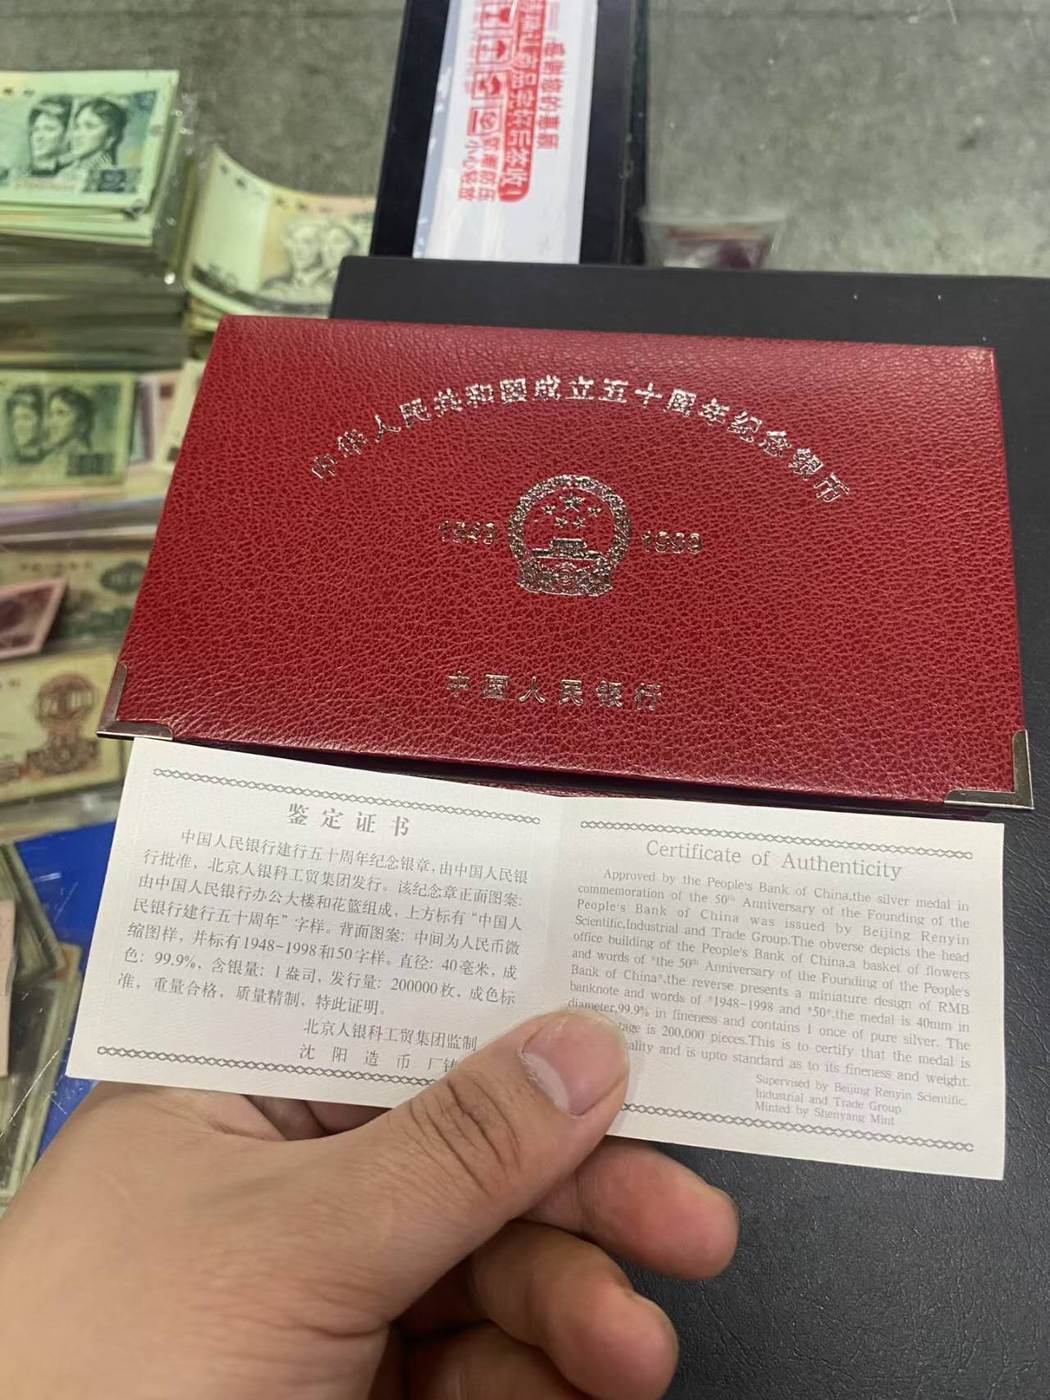 感谢您的惠顾
小心轻放
中华人民共和国成立五十周年纪念银币
1949 1999
中国人民银行
鉴定证书
中国人民银行建行五十周年纪念银章，由中国人民银
行批准，北京人银科工贸集团发行。该纪念章正面图案：
由中国人民银行办公大楼和花篮组成，上方标有“中国人
民银行建行五十周年”字样。背面图案：中间为人民币微
缩图样，并标有1948-1998和50字样。直径：40毫米，成
色：99.9%，含银量：1盎司，发行量：200000枚，成色标
准，重量合格，质量精制，特此证明。
北京人银科工贸集团监制
沈阳造币厂铸
Certificate of Authenticity
Approved by the People's Bank of China,the silver medal in
commemoration of the 50th Anniversary of the Founding of the
People's Bank of China was issued by Beijing Renyin
Scientific,Industrial and Trade Group.The obverse depicts the head
office building of the People's Bank of China,a basket of flowers
and words of "the 50th Anniversary of the Founding of the People's
Bank of China",the reverse presents a miniature design of RMB
banknote and words of "1948-1998 and "50",the medal is 40mm in
diameter,99.9% in fineness and contains 1 once of pure silver. The
is 200,000 pieces.This is to certify that the medal is
and is upto standard as to its fineness and weight.
Supervised by Beijing Renyin Scientific,
Industrial and Trade Group
Minted by Shenyang Mint